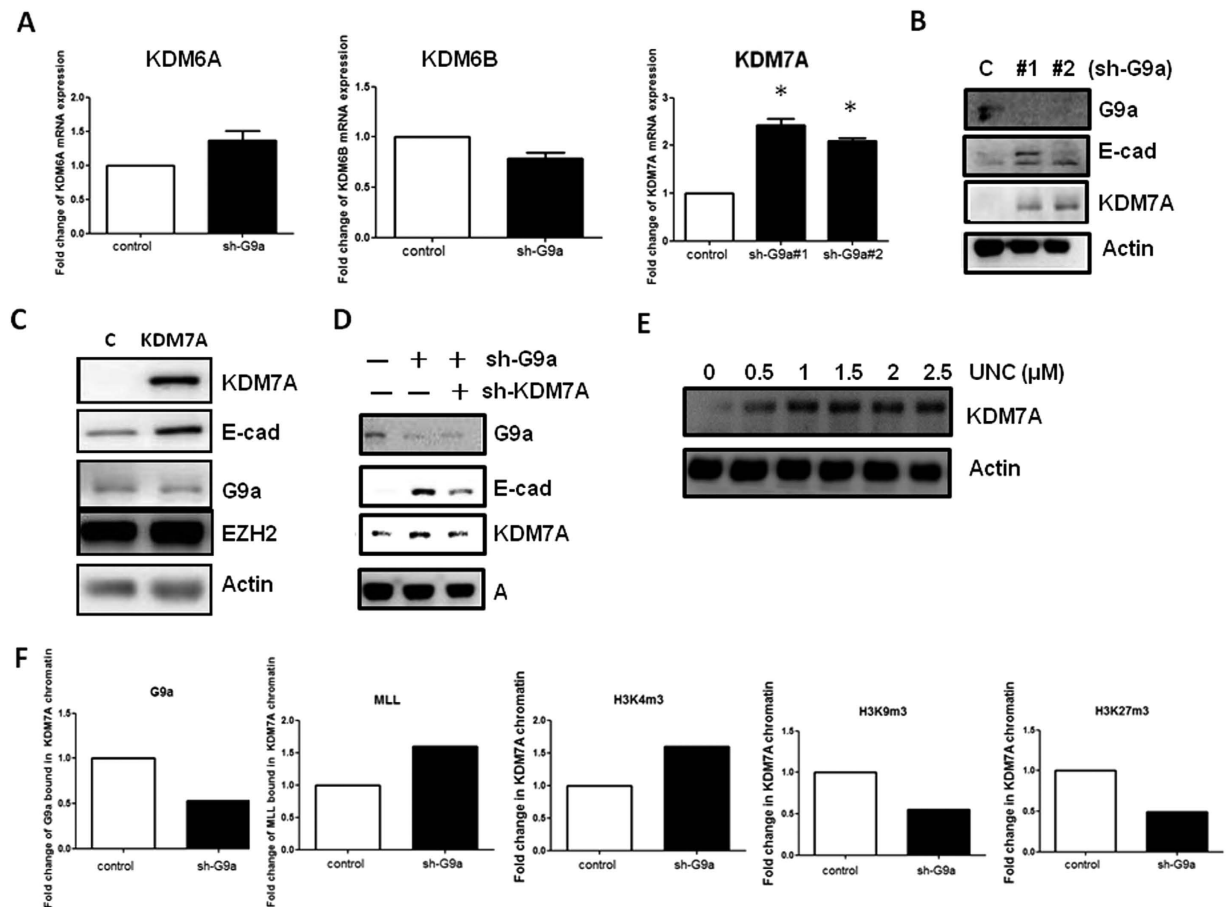 A
KDM6A
Fold change of KDM6A mRNA expression
2.0
1.5
1.0
0.5
0.0
control
sh-G9a
KDM6B
Fold change of KDM6B mRNA expression
1.5
1.0
0.5
0.0
control
sh-G9a
KDM7A
Fold change of KDM7A mRNA expression
3
2
1
0
*
*
control
sh-G9a#1
sh-G9a#2
B
C #1 #2 (sh-G9a)
G9a
E-cad
KDM7A
Actin
C
C KDM7A
KDM7A
E-cad
G9a
EZH2
Actin
D
— + + sh-G9a
— — + sh-KDM7A
G9a
E-cad
KDM7A
A
E
0 0.5 1 1.5 2 2.5 UNC (µM)
KDM7A
Actin
F
G9a
Fold change of G9a bound in KDM7A chromatin
1.5
1.0
0.5
0.0
control
sh-G9a
MLL
Fold change of MLL bound in KDM7A chromatin
2.0
1.5
1.0
0.5
0.0
control
sh-G9a
H3K4m3
Fold change in KDM7A chromatin
2.0
1.5
1.0
0.5
0.0
control
sh-G9a
H3K9m3
Fold change in KDM7A chromatin
1.5
1.0
0.5
0.0
control
sh-G9a
H3K27m3
Fold change in KDM7A chromatin
1.5
1.0
0.5
0.0
control
sh-G9a